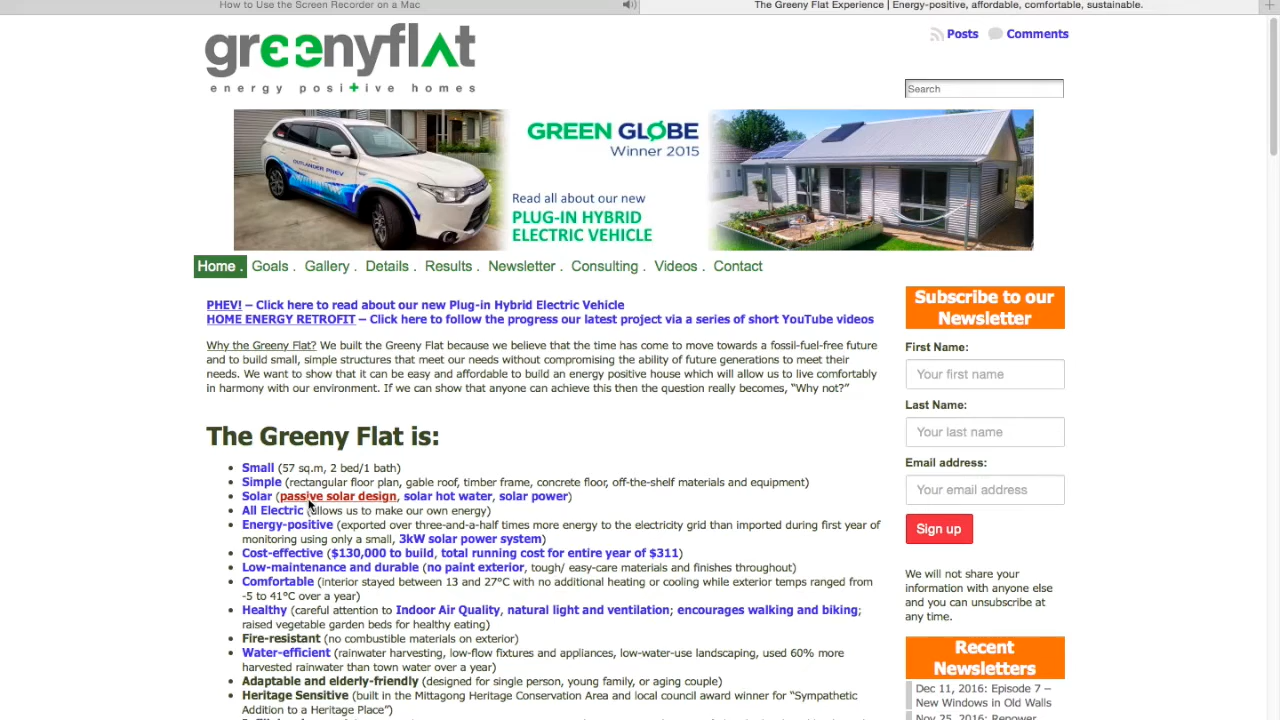 How to Use the Screen Recorder on a Mac
The Greeny Flat Experience | Energy-positive, affordable, comfortable, sustainable.
greenyflat
energy positive homes
Posts
Comments
Search
OUTLANDER PHEV
GREEN GLOBE
Winner 2015
Read all about our new
PLUG-IN HYBRID
ELECTRIC VEHICLE
Home . Goals . Gallery . Details . Results . Newsletter . Consulting . Videos . Contact
PHEV! – Click here to read about our new Plug-in Hybrid Electric Vehicle
HOME ENERGY RETROFIT – Click here to follow the progress our latest project via a series of short YouTube videos
Why the Greeny Flat? We built the Greeny Flat because we believe that the time has come to move towards a fossil-fuel-free future
and to build small, simple structures that meet our needs without compromising the ability of future generations to meet their
needs. We want to show that it can be easy and affordable to build an energy positive house which will allow us to live comfortably
in harmony with our environment. If we can show that anyone can achieve this then the question really becomes, “Why not?”
The Greeny Flat is:
Small (57 sq.m, 2 bed/1 bath)
Simple (rectangular floor plan, gable roof, timber frame, concrete floor, off-the-shelf materials and equipment)
Solar (passive solar design, solar hot water, solar power)
All Electric (allows us to make our own energy)
Energy-positive (exported over three-and-a-half times more energy to the electricity grid than imported during first year of
monitoring using only a small, 3kW solar power system)
Cost-effective ($130,000 to build, total running cost for entire year of $311)
Low-maintenance and durable (no paint exterior, tough/ easy-care materials and finishes throughout)
Comfortable (interior stayed between 13 and 27°C with no additional heating or cooling while exterior temps ranged from
-5 to 41°C over a year)
Healthy (careful attention to Indoor Air Quality, natural light and ventilation; encourages walking and biking;
raised vegetable garden beds for healthy eating)
Fire-resistant (no combustible materials on exterior)
Water-efficient (rainwater harvesting, low-flow fixtures and appliances, low-water-use landscaping, used 60% more
harvested rainwater than town water over a year)
Adaptable and elderly-friendly (designed for single person, young family, or aging couple)
Heritage Sensitive (built in the Mittagong Heritage Conservation Area and local council award winner for “Sympathetic
Addition to a Heritage Place”)
Subscribe to our
Newsletter
First Name:
Your first name
Last Name:
Your last name
Email address:
Your email address
Sign up
We will not share your
information with anyone else
and you can unsubscribe at
any time.
Recent
Newsletters
Dec 11, 2016: Episode 7 –
New Windows in Old Walls
Nov 25, 2016: Repower